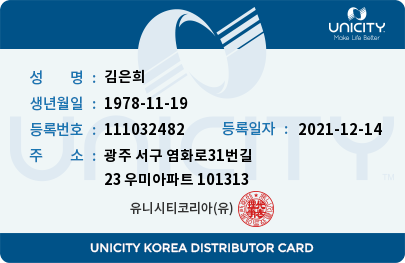 UNICITY
Make Life Better
성 명 : 김은희
생년월일 : 1978-11-19
등록번호 : 111032482 등록일자 : 2021-12-14
주 소 : 광주 서구 염화로31번길
23 우미아파트 101313
UNICITY
유니시티코리아(유)
UNICITY KOREA DISTRIBUTOR CARD